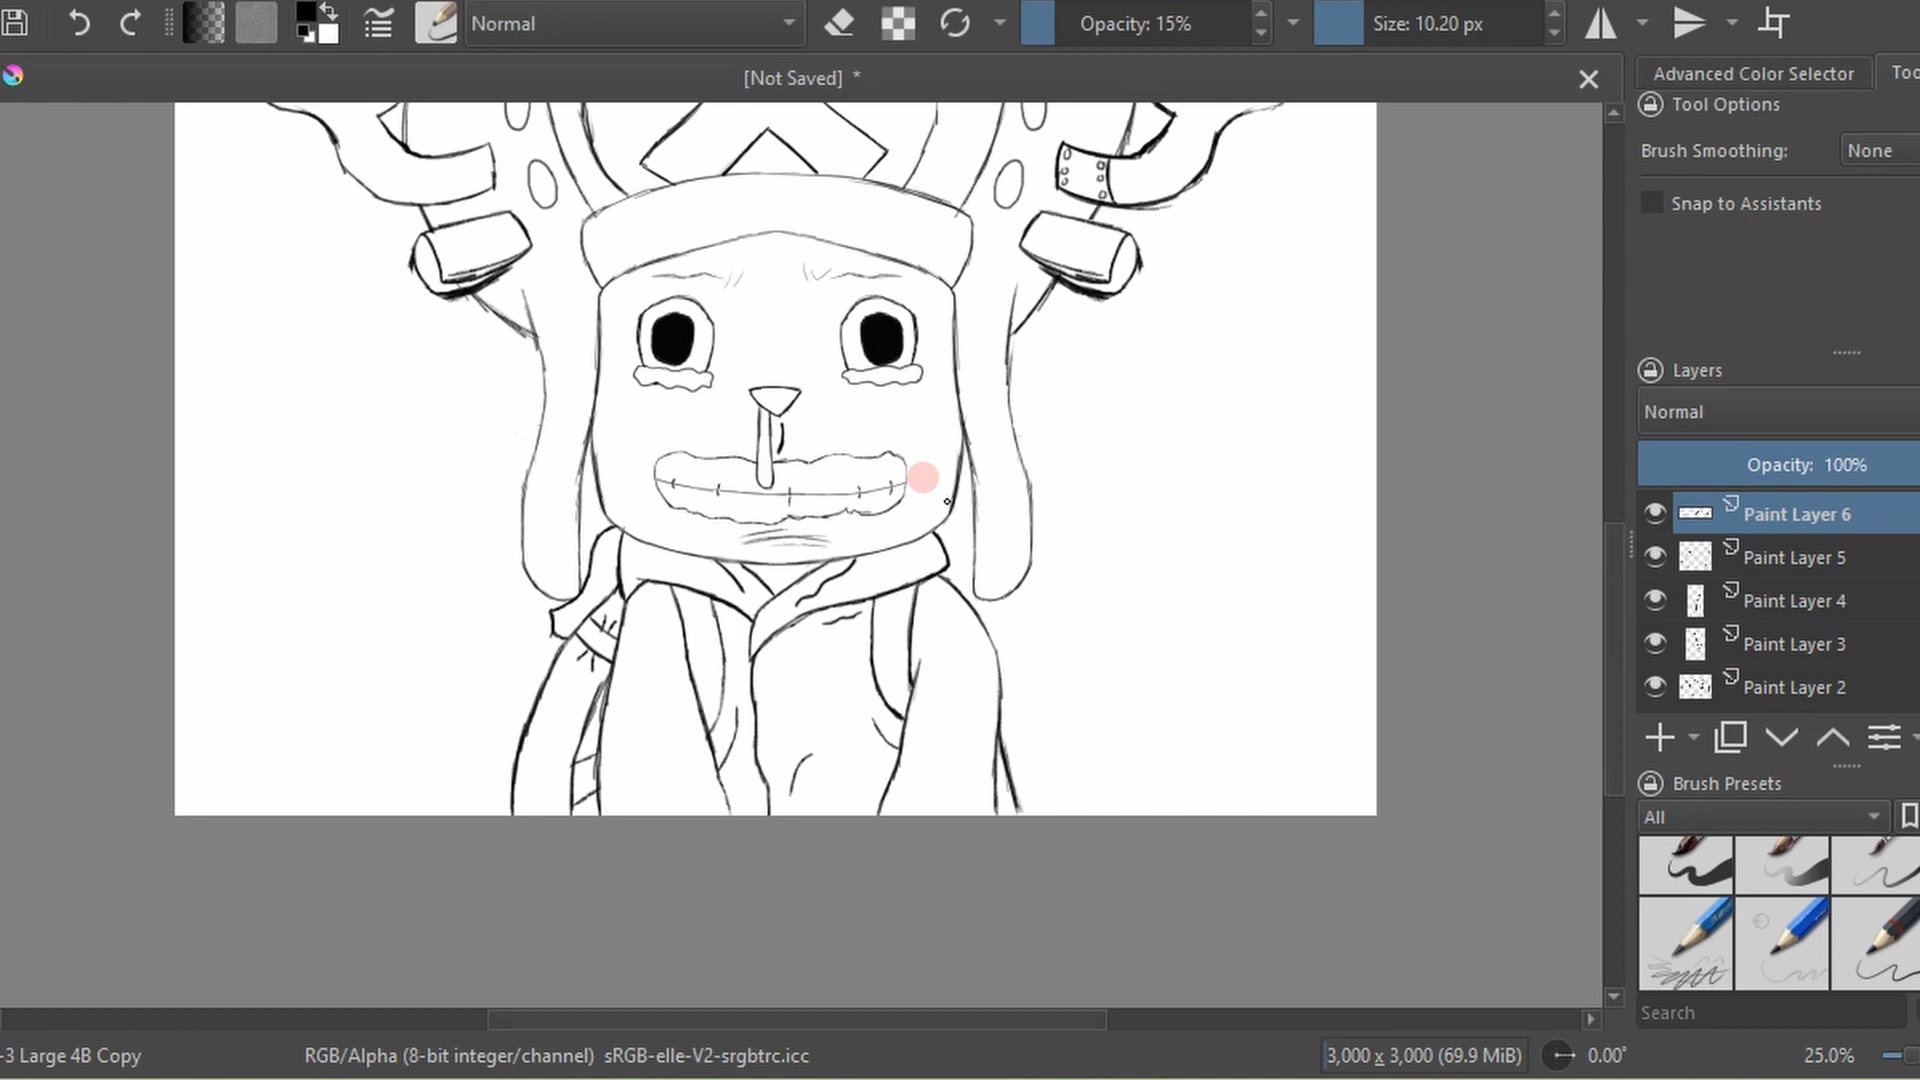 Normal
Opacity: 15%
Size: 10.20 px
[Not Saved] *
Advanced Color Selector
Too
Tool Options
Brush Smoothing:
None
Snap to Assistants
Layers
Normal
Opacity: 100%
Paint Layer 6
Paint Layer 5
Paint Layer 4
Paint Layer 3
Paint Layer 2
Brush Presets
All
Search
-3 Large 4B Copy
RGB/Alpha (8-bit integer/channel) sRGB-elle-V2-srgbtrc.icc
3,000 x 3,000 (69.9 MiB)
0.00°
25.0%